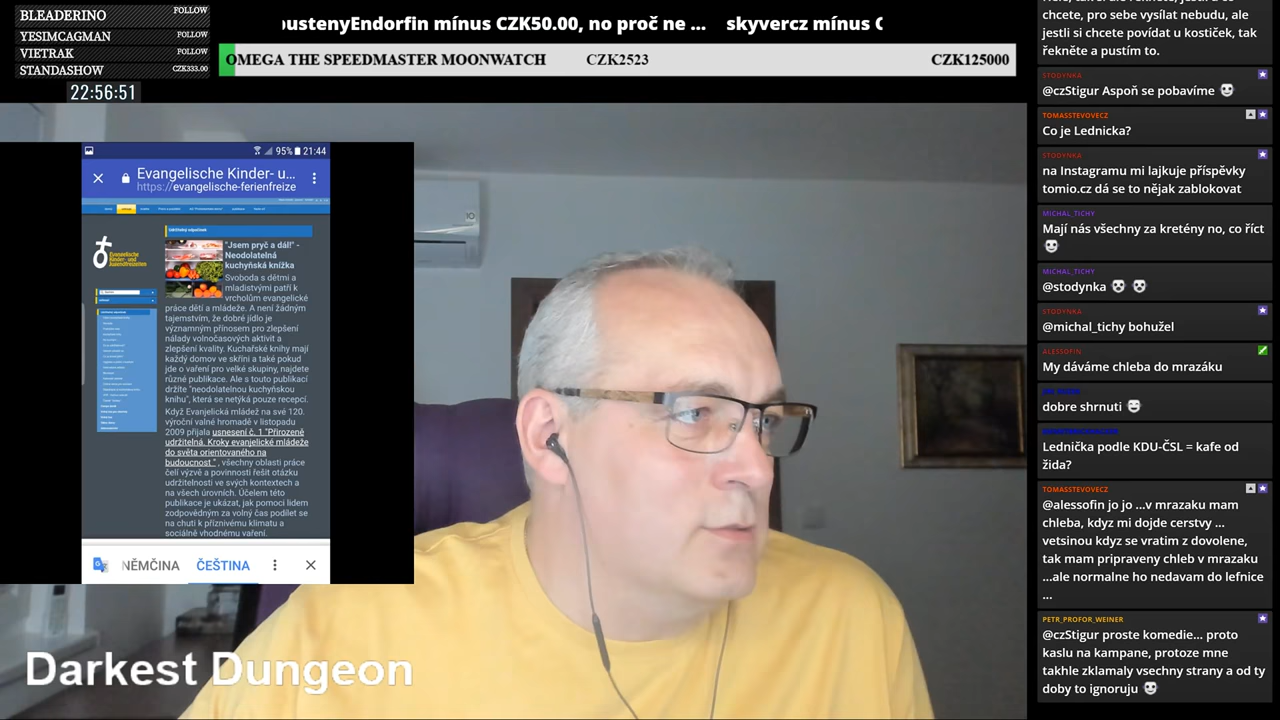 BLEADERINO FOLLOW
YESIMCAGMAN FOLLOW
VIETRAK FOLLOW
STANDASHOW CZK333.00
22:56:51
pustenyEndorfin mínus CZK50.00, no proč ne ... skyvercz mínus
OMEGA THE SPEEDMASTER MOONWATCH CZK2523 CZK125000
95% 21:44
Evangelische Kinder- u...
https://evangelische-ferienfreize
Udržitelný odpočinek
Evangelische
Kinder- und
Jugendfreizeiten
"Jsem pryč a dál!" -
Neodolatelná
kuchyňská knížka
Svoboda s dětmi a
mladistvými patří k
vrcholům evangelické
práce dětí a mládeže. A není žádným
tajemstvím, že dobré jídlo je
významným přínosem pro zlepšení
nálady volnočasových aktivit a
zlepšení kvality. Kuchařské knihy mají
každý domov ve skříni a také pokud
jde o vaření pro velké skupiny, najdete
různé publikace. Ale s touto publikací
držíte "neodolatelnou kuchyňskou
knihu", která se netýká pouze recepcí.
Když Evanjelická mládež na své 120.
výroční valné hromadě v listopadu
2009 přijala usnesení č. 1 "Přirozeně
udržitelná. Kroky evanjelické mládeže
do světa orientovaného na
budoucnost." , všechny oblasti práce
čelí výzvě a povinnosti řešit otázku
udržitelnosti ve svých kontextech a
na všech úrovních. Účelem této
publikace je ukázat, jak pomocí lidem
zodpovědným za volný čas podílet se
na chuti k příznivému klimatu a
sociálně vhodnému vaření.
NĚMČINA ČEŠTINA
10
Darkest Dungeon
chcete, pro sebe vysílat nebudu, ale
jestli si chcete povídat u kostiček, tak
řekněte a pustím to.
STODYNKA
@czStigur Aspoň se pobavíme
TOMASSTEVOVECZ
Co je Lednicka?
STODYNKA
na Instagramu mi lajkuje příspěvky
tomio.cz dá se to nějak zablokovat
MICHAL_TICHY
Mají nás všechny za kretény no, co říct
MICHAL_TICHY
@stodynka
STODYNKA
@michal_tichy bohužel
ALESSOFIN
My dáváme chleba do mrazáku
dobre shrnuti
Lednička podle KDU-ČSL = kafe od
žida?
TOMASSTEVOVECZ
@alessofin jo jo ...v mrazaku mam
chleba, kdyz mi dojde cerstvy ...
vetsinou kdyz se vratim z dovolene,
tak mam pripraveny chleb v mrazaku
...ale normalne ho nedavam do lefnice
...
PETR_PROFOR_WEINER
@czStigur proste komedie... proto
kaslu na kampane, protoze mne
takhle zklamaly vsechny strany a od ty
doby to ignoruju